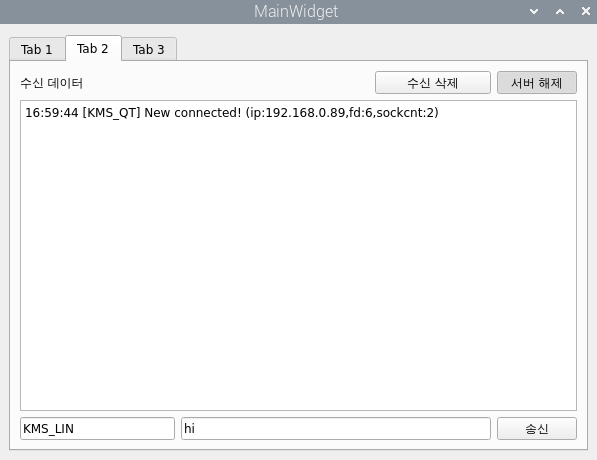 MainWidget
Tab 1 Tab 2 Tab 3
수신 데이터 수신 삭제 서버 해제
16:59:44 [KMS_QT] New connected! (ip:192.168.0.89,fd:6,sockcnt:2)
KMS_LIN hi 송신